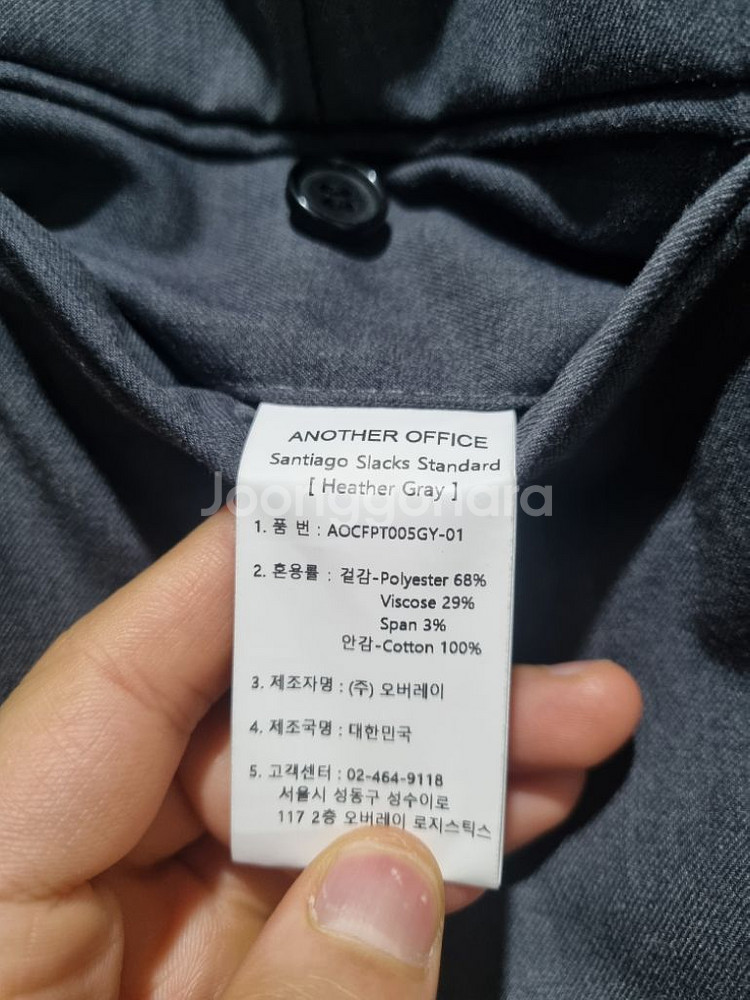 ANOTHER OFFICE
Santiago Slacks Standard
[ Heather Gray ]
Joonggonara
1. 품 번 : AOCFPT005GY-01
2. 혼용률 : 겉감-Polyester 68%
Viscose 29%
Span 3%
안감-Cotton 100%
3. 제조자명 : (주) 오버레이
4. 제조국명 : 대한민국
5. 고객센터 : 02-464-9118
서울시 성동구 성수이로
117 2층 오버레이 로지스틱스